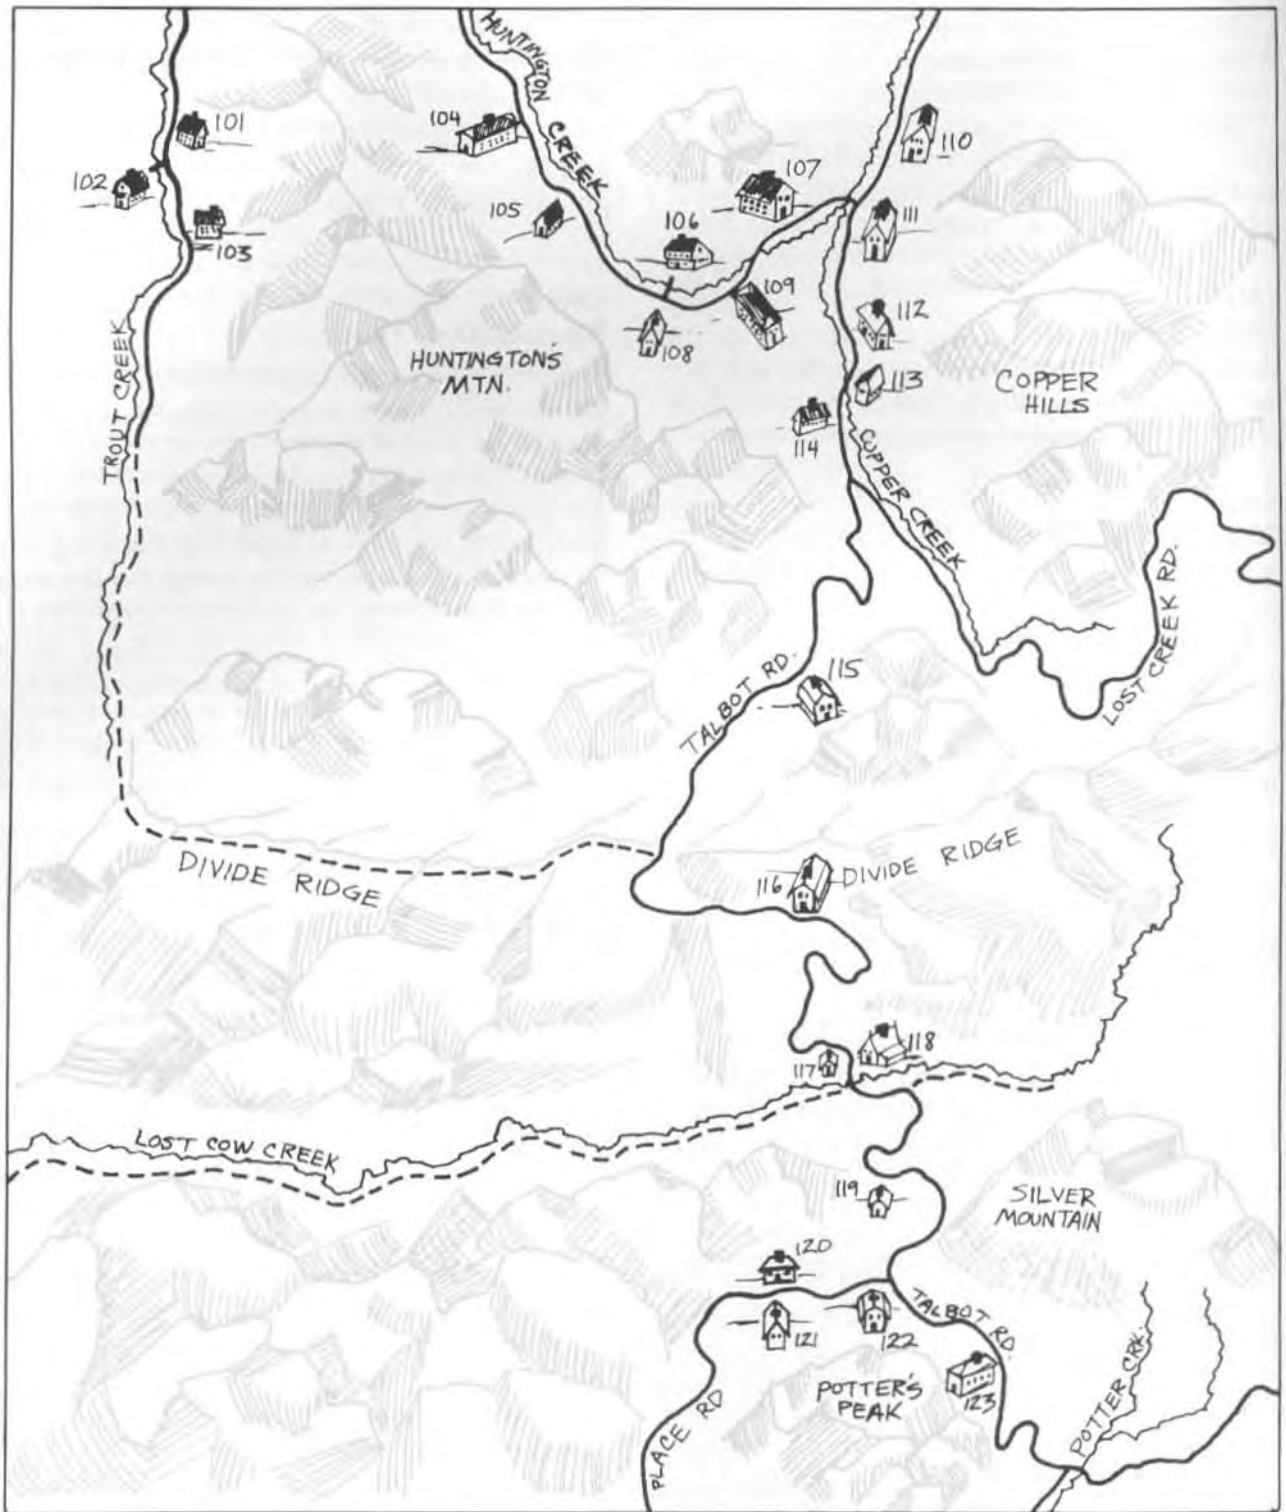 HUNTINGTON
CREEK
101
104
110
102
107
105
111
106
103
109
112
108
TROUT CREEK
HUNTINGTON'S
MTN.
113
COPPER
HILLS
114
COPPER CREEK
LOST CREEK RD.
TALBOT RD.
115
DIVIDE RIDGE
116
DIVIDE RIDGE
118
117
LOST COW CREEK
119
SILVER
MOUNTAIN
120
TALBOT RD.
121
122
POTTER CRK.
PLACE RD
POTTER'S
PEAK
123